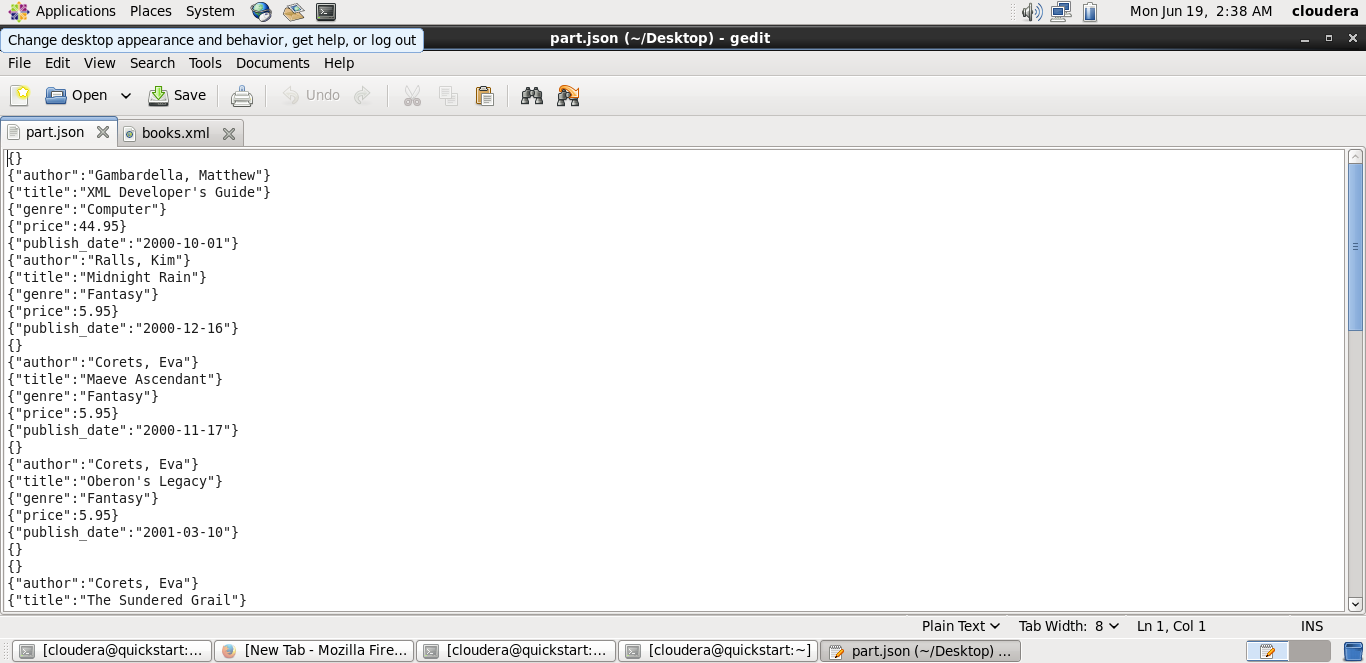 Applications Places System Mon Jun 19, 2:38 AM cloudera
Change desktop appearance and behavior, get help, or log out
part.json (~/Desktop) - gedit
File Edit View Search Tools Documents Help
Open Save Undo
part.json books.xml
{}
{"author":"Gambardella, Matthew"}
{"title":"XML Developer's Guide"}
{"genre":"Computer"}
{"price":44.95}
{"publish_date":"2000-10-01"}
{"author":"Ralls, Kim"}
{"title":"Midnight Rain"}
{"genre":"Fantasy"}
{"price":5.95}
{"publish_date":"2000-12-16"}
{}
{"author":"Corets, Eva"}
{"title":"Maeve Ascendant"}
{"genre":"Fantasy"}
{"price":5.95}
{"publish_date":"2000-11-17"}
{}
{"author":"Corets, Eva"}
{"title":"Oberon's Legacy"}
{"genre":"Fantasy"}
{"price":5.95}
{"publish_date":"2001-03-10"}
{}
{}
{"author":"Corets, Eva"}
{"title":"The Sundered Grail"}
Plain Text Tab Width: 8 Ln 1, Col 1 INS
[cloudera@quickstart:... [New Tab - Mozilla Fire... [cloudera@quickstart:... [cloudera@quickstart:~] part.json (~/Desktop) ...